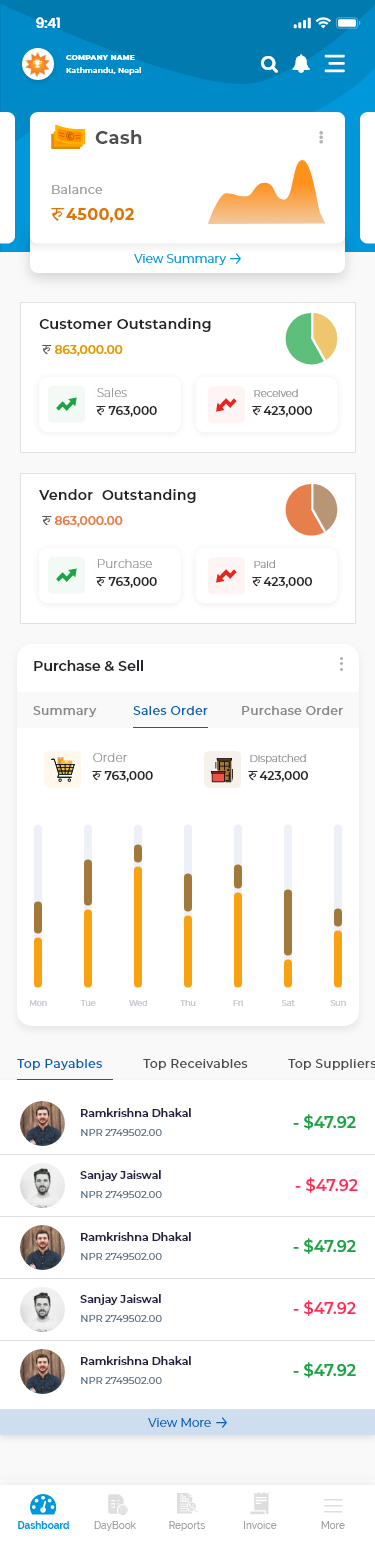 9:41
COMPANY NAME
Kathmandu, Nepal
Cash
Balance
रु 4500,02
View Summary →
Customer Outstanding
रु 863,000.00
Sales
रु 763,000
Received
रु 423,000
Vendor Outstanding
रु 863,000.00
Purchase
रु 763,000
Paid
रु 423,000
Purchase & Sell
Summary Sales Order Purchase Order
Order
रु 763,000
Dispatched
रु 423,000
Mon Tue Wed Thu Fri Sat Sun
Top Payables Top Receivables Top Suppliers
Ramkrishna Dhakal
NPR 2749502.00
- $47.92
Sanjay Jaiswal
NPR 2749502.00
- $47.92
Ramkrishna Dhakal
NPR 2749502.00
- $47.92
Sanjay Jaiswal
NPR 2749502.00
- $47.92
Ramkrishna Dhakal
NPR 2749502.00
- $47.92
View More →
Dashboard DayBook Reports Invoice More